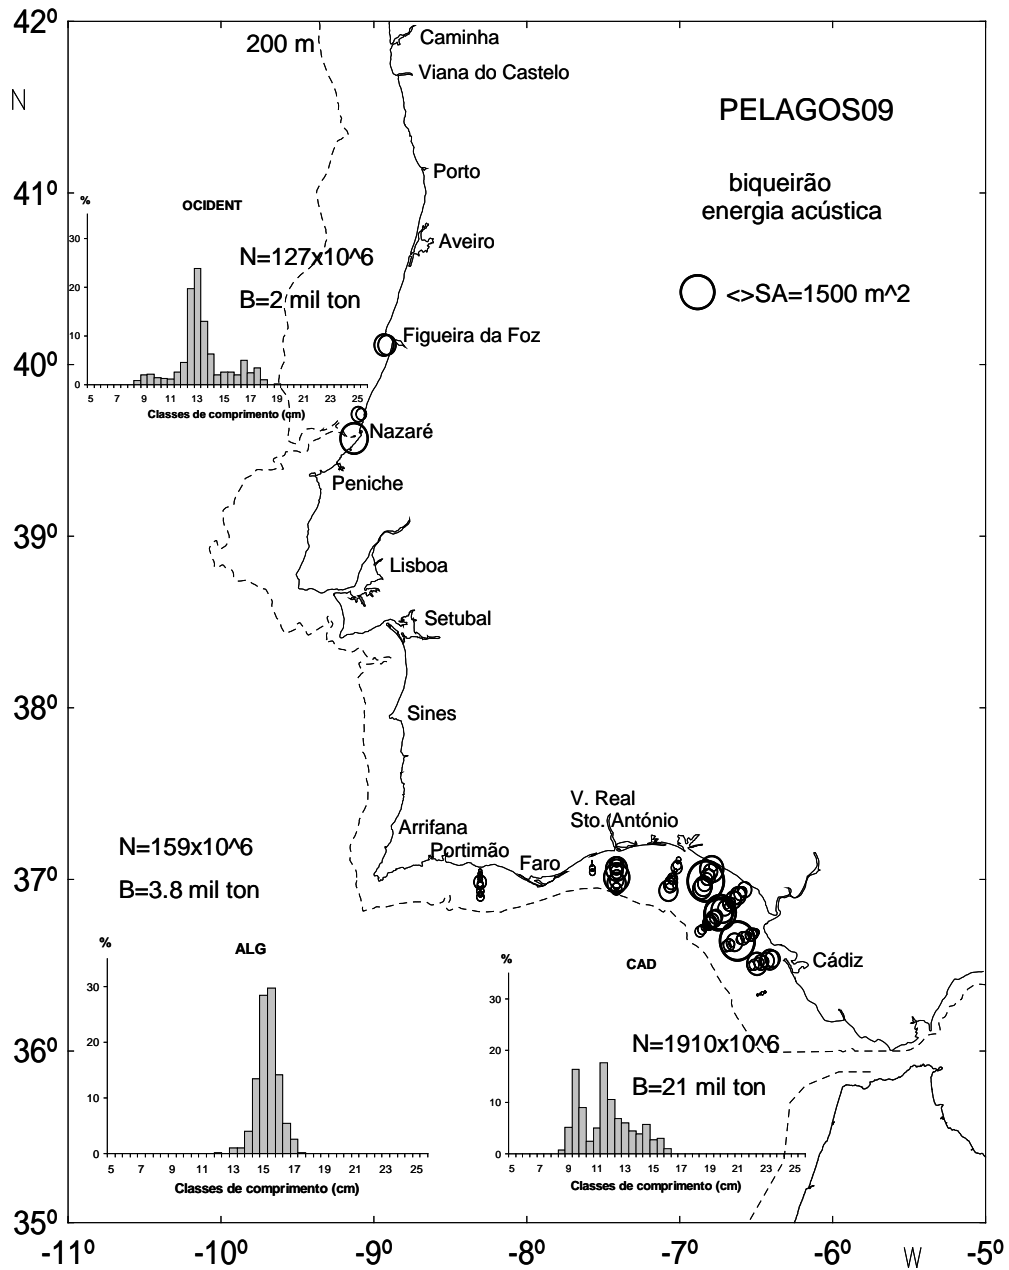 42º
200 m
Caminha
Viana do Castelo
N
PELAGOS09
Porto
biqueirão
energia acústica
41º
%
OCIDENT
Aveiro
30
N=127x10^6
20
B=2 mil ton
<>SA=1500 m^2
10
Figueira da Foz
40º
0
5 7 9 11 13 15 17 19 21 23 25
Classes de comprimento (cm)
Nazaré
Peniche
39º
Lisboa
Setubal
38º
Sines
V. Real
Sto. António
Arrifana
Portimão
Faro
N=159x10^6
37º
B=3.8 mil ton
%
ALG
Cádiz
30
20
10
0
5 7 9 11 13 15 17 19 21 23 25
Classes de comprimento (cm)
%
CAD
30
N=1910x10^6
20
B=21 mil ton
10
0
5 7 9 11 13 15 17 19 21 23 25
Classes de comprimento (cm)
36º
35º
-11º -10º -9º -8º -7º -6º W -5º